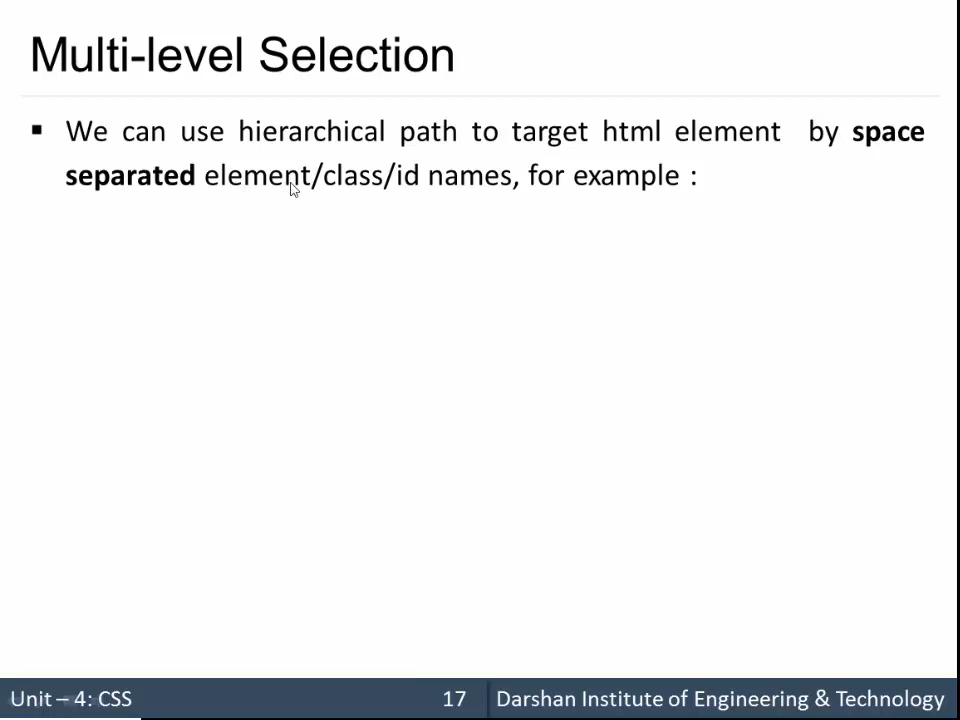 Multi-level Selection
▪ We can use hierarchical path to target html element by space
separated element/class/id names, for example :
Unit – 4: CSS 17 Darshan Institute of Engineering & Technology